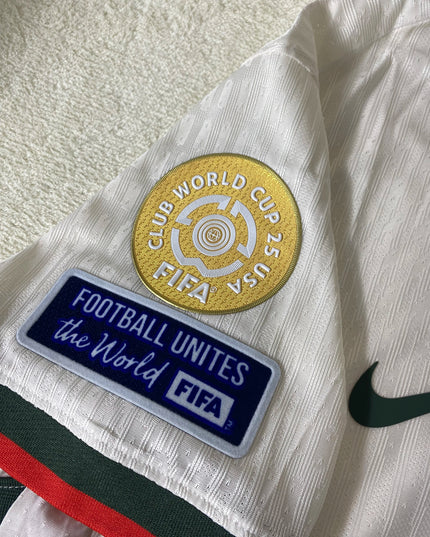 CLUB WORLD CUP 25 USA
FIFA
FOOTBALL UNITES
the World FIFA